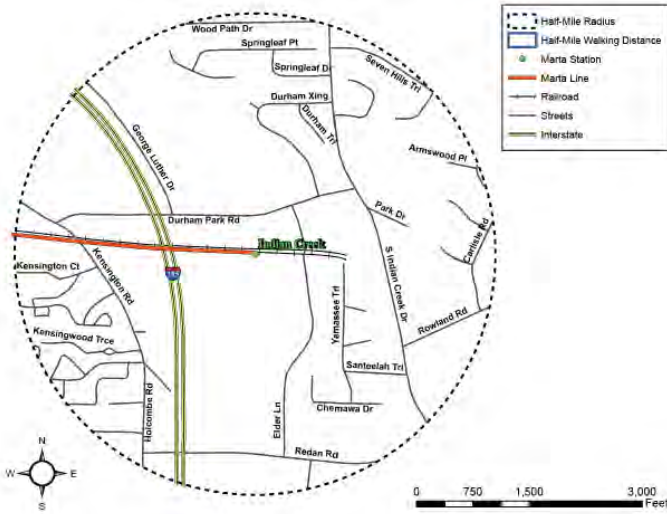 Wood Path Dr
Springleaf Pt
Springleaf Dr
Seven Hills Trl
Durham Xing
Durham Trl
George Luther Dr
Armswood Pl
Park Dr
Durham Park Rd
Carlisle Rd
Indian Creek
S Indian Creek Dr
Kensington Ct
Kensington Rd
285
Yemassee Trl
Rowland Rd
Kensingwood Trce
Santeelah Trl
Holcombe Rd
Elder Ln
Chemawa Dr
Redan Rd
N
W
E
S
Half-Mile Radius
Half-Mile Walking Distance
Marta Station
Marta Line
Railroad
Streets
Interstate
0 750 1,500 3,000
Feet